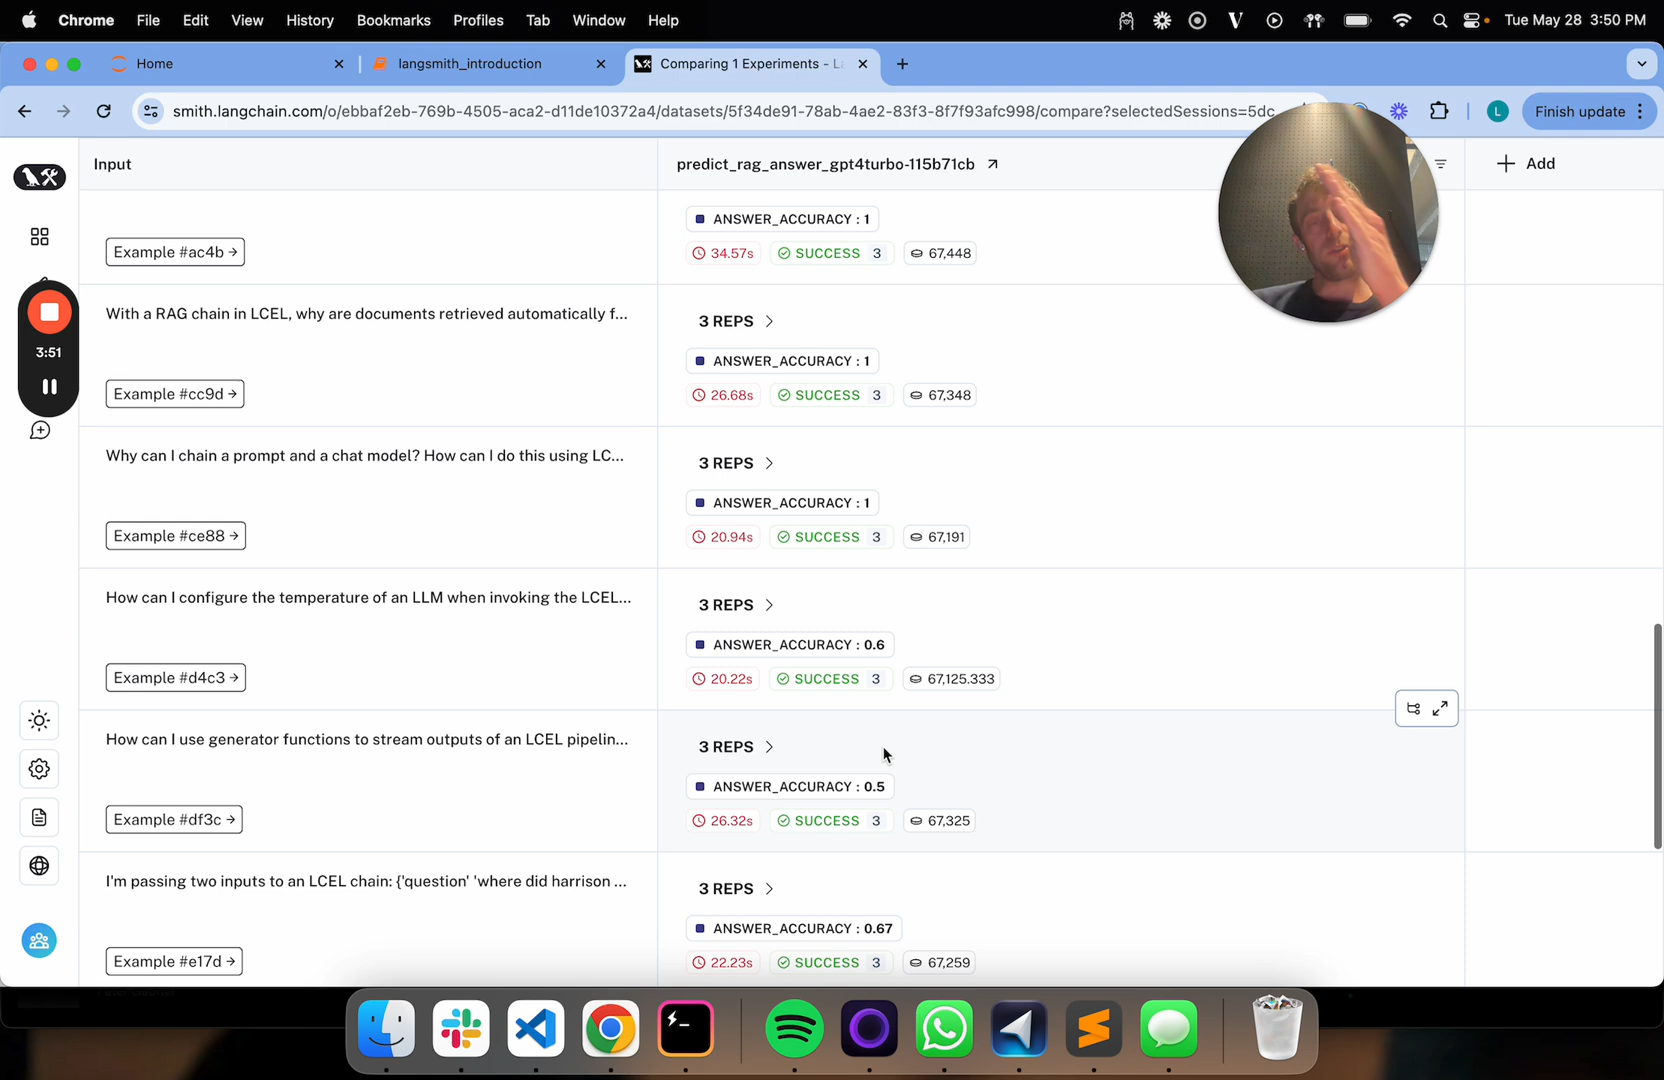 Chrome File Edit View History Bookmarks Profiles Tab Window Help Tue May 28 3:50 PM
Home langsmith_introduction Comparing 1 Experiments - L
smith.langchain.com/o/ebbaf2eb-769b-4505-aca2-d11de10372a4/datasets/5f34de91-78ab-4ae2-83f3-8f7f93afc998/compare?selectedSessions=5dc L Finish update
Input predict_rag_answer_gpt4turbo-115b71cb Add
ANSWER_ACCURACY : 1
Example #ac4b → 34.57s SUCCESS 3 67,448
With a RAG chain in LCEL, why are documents retrieved automatically f... 3 REPS
3:51 ANSWER_ACCURACY : 1
Example #cc9d → 26.68s SUCCESS 3 67,348
Why can I chain a prompt and a chat model? How can I do this using LC... 3 REPS
ANSWER_ACCURACY : 1
Example #ce88 → 20.94s SUCCESS 3 67,191
How can I configure the temperature of an LLM when invoking the LCEL... 3 REPS
ANSWER_ACCURACY : 0.6
Example #d4c3 → 20.22s SUCCESS 3 67,125.333
How can I use generator functions to stream outputs of an LCEL pipelin... 3 REPS
ANSWER_ACCURACY : 0.5
Example #df3c → 26.32s SUCCESS 3 67,325
I'm passing two inputs to an LCEL chain: {'question' 'where did harrison ... 3 REPS
ANSWER_ACCURACY : 0.67
Example #e17d → 22.23s SUCCESS 3 67,259